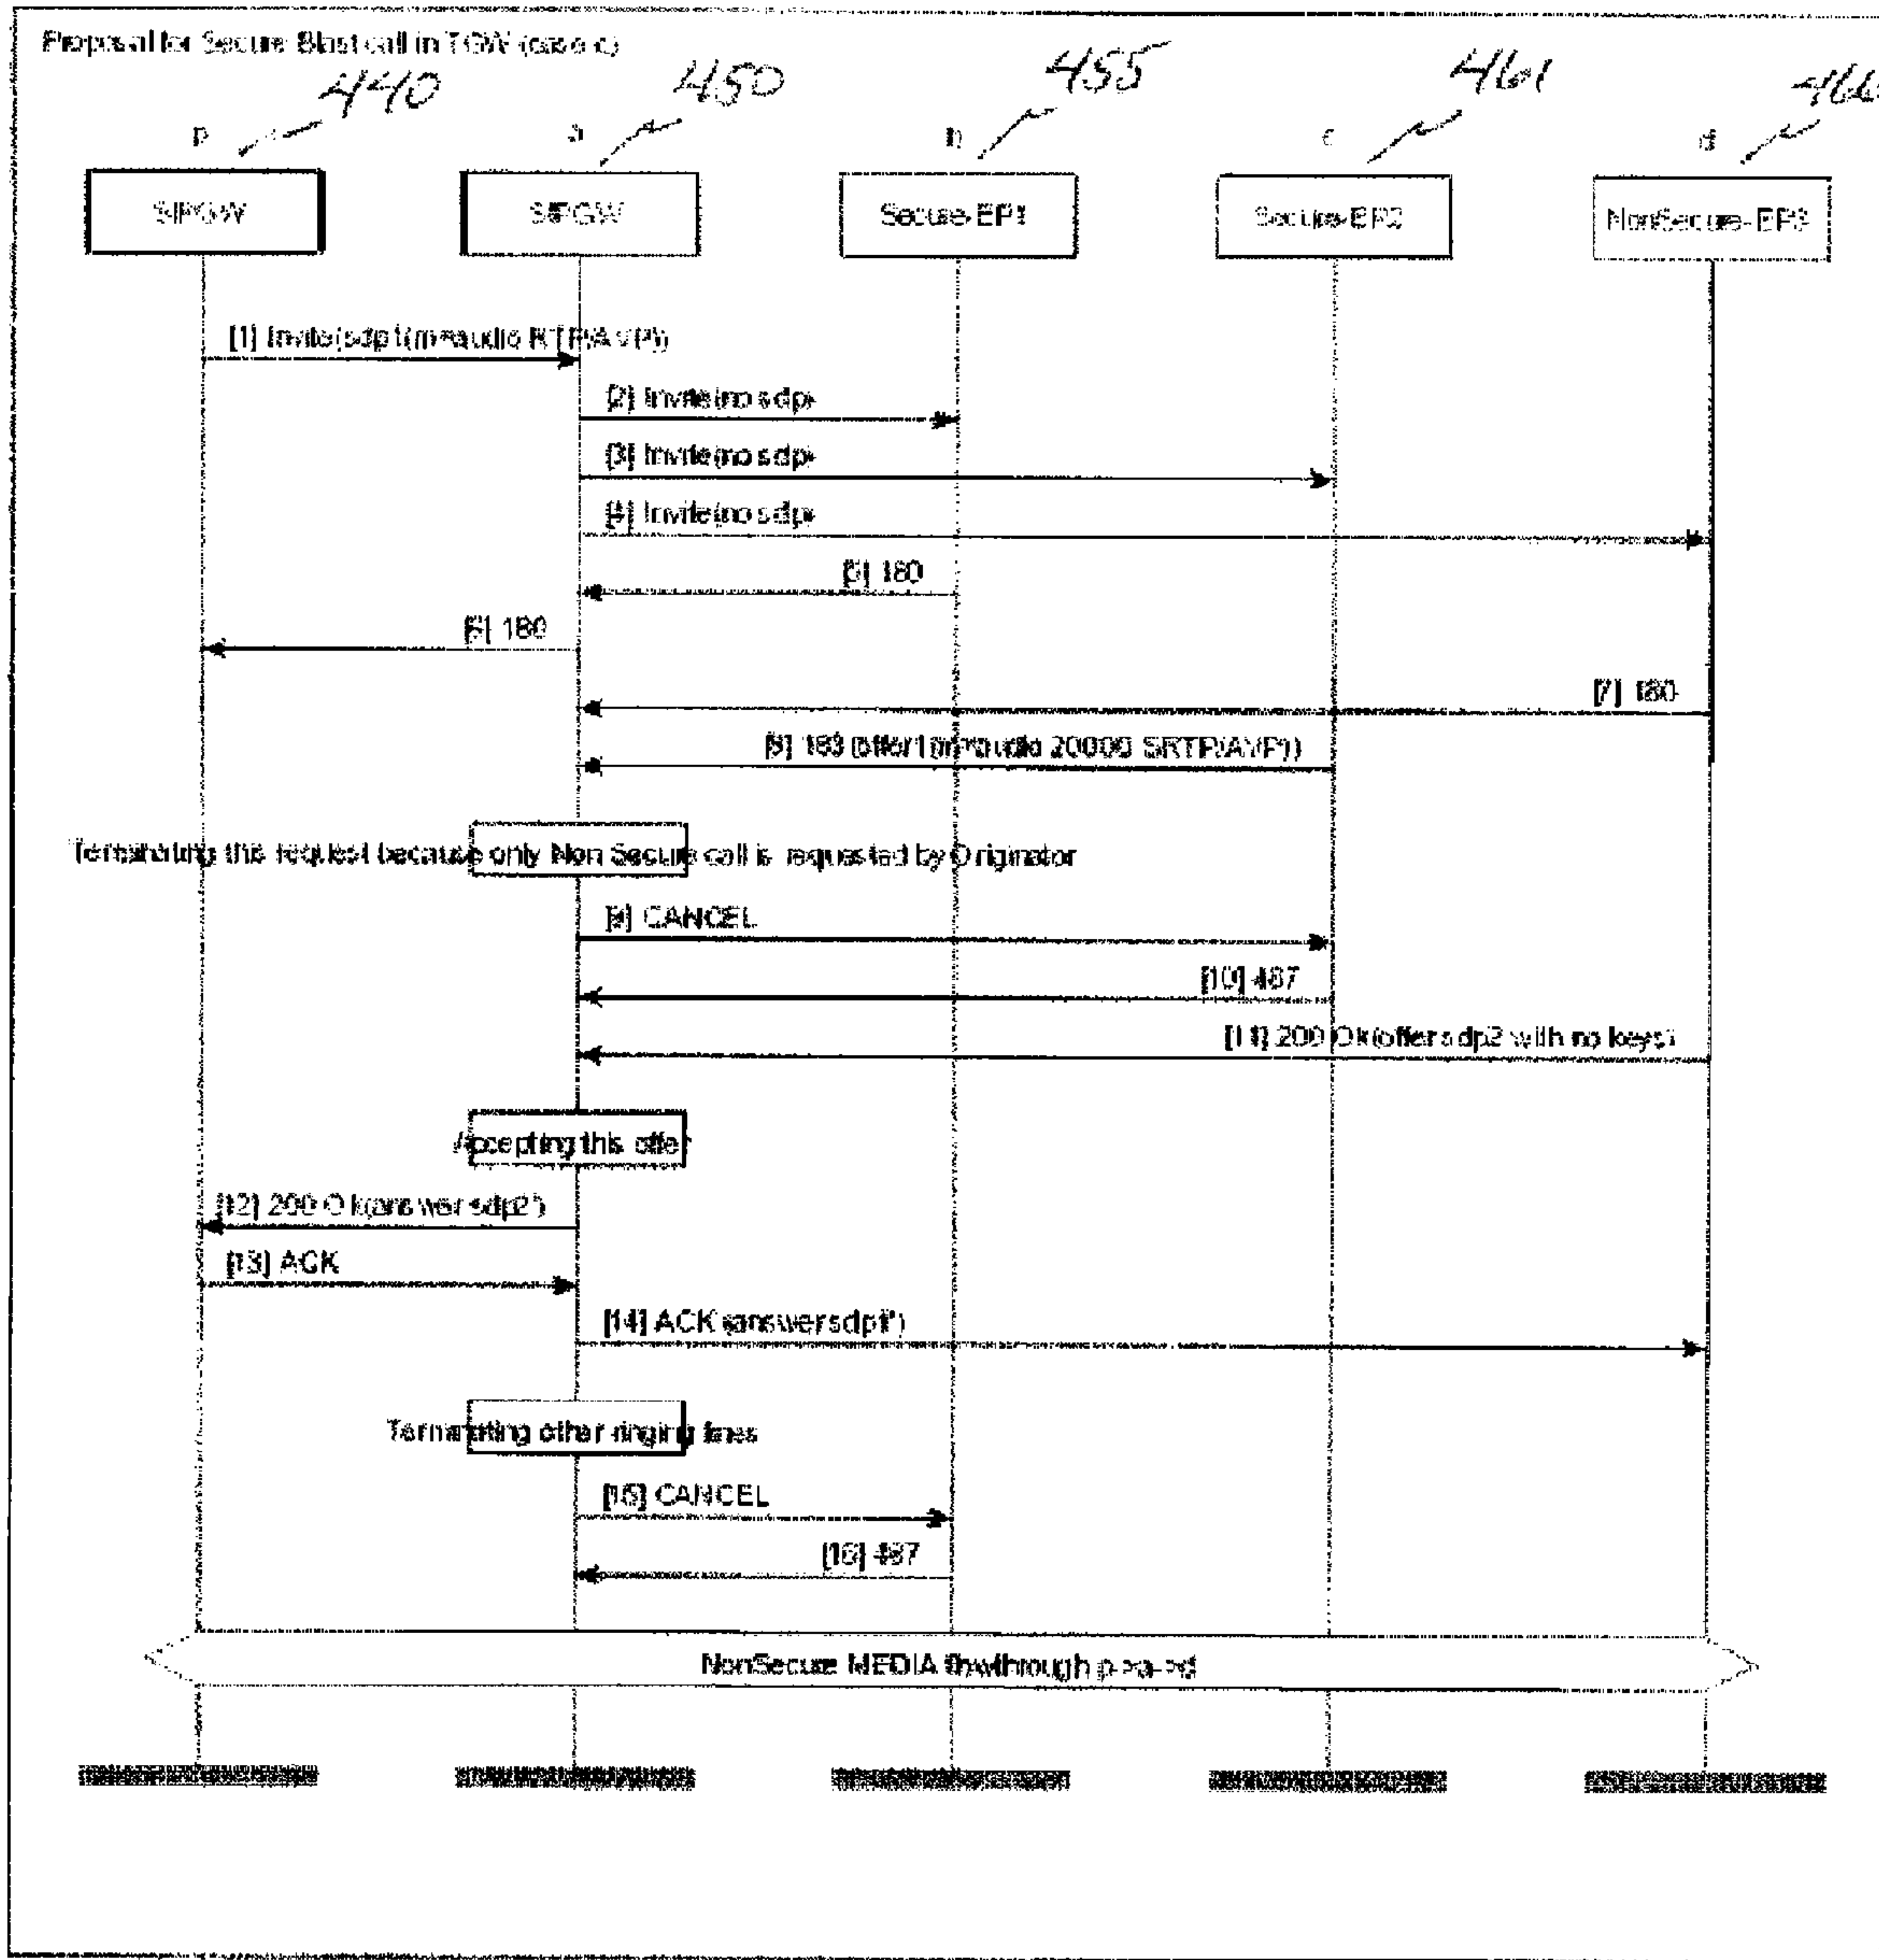 Proposal for Secure Blast call in TGW (case c)
440
450
455
461
p
a
c
d
SIPGW
SIPGW
Secure-EP1
Secure-EP2
NonSecure-EP3
[1] Invite(sdp1(m=audio RTP/AVP))
[2] Invite(no sdp)
[3] Invite(no sdp)
[4] Invite(no sdp)
[5] 180
[6] 180
[7] 180
[8] 183 (offer1(m=audio 20000 SRTP/AVP))
Terminating this request because only Non Secure call is requested by Originator
[9] CANCEL
[10] 487
[11] 200 Ok(offer sdp2 with no keys)
Accepting this offer
[12] 200 Ok(answer sdp2')
[13] ACK
[14] ACK (answer sdp1')
Terminating other ringing lines
[15] CANCEL
[16] 487
NonSecure MEDIA flowthrough p->a->d